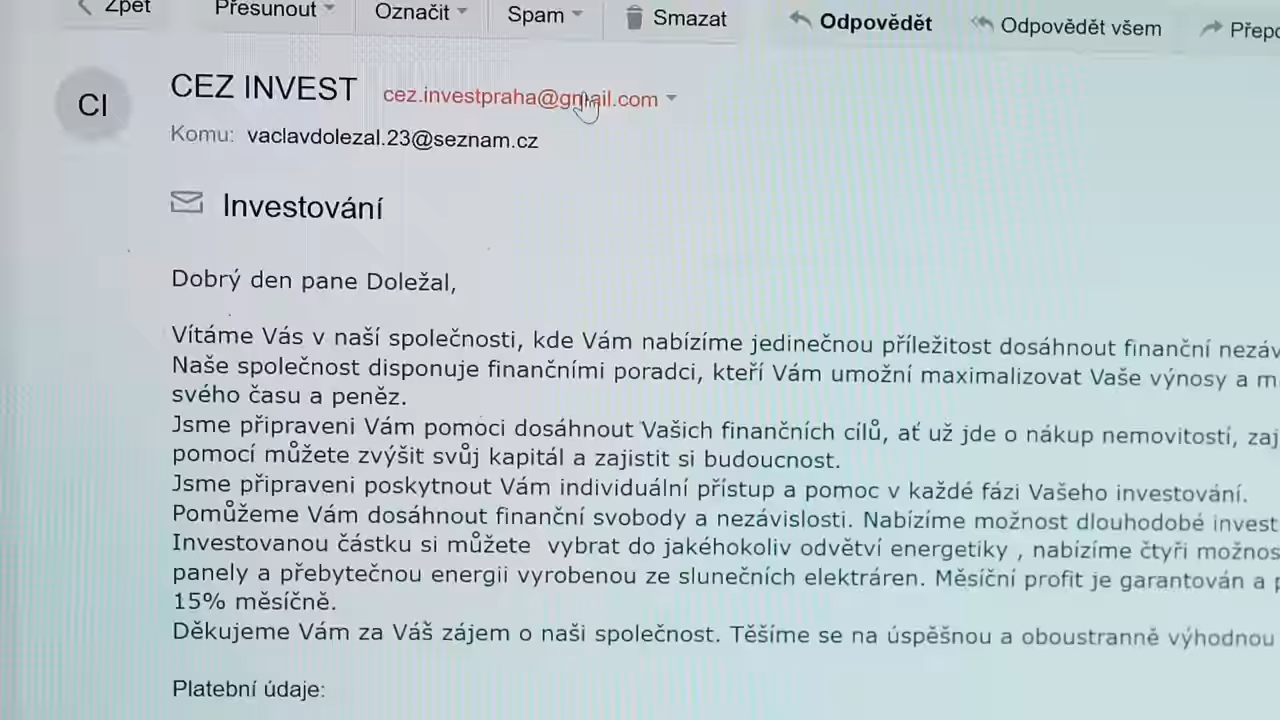 Zpět Přesunout Označit Spam Smazat Odpovědět Odpovědět všem
CI CEZ INVEST cez.investpraha@gmail.com
Komu: vaclavdolezal.23@seznam.cz
Investování
Dobrý den pane Doležal,
Vítáme Vás v naší společnosti, kde Vám nabízíme jedinečnou příležitost dosáhnout finanční
Naše společnost disponuje finančními poradci, kteří Vám umožní maximalizovat Vaše výnosy a
svého času a peněz.
Jsme připraveni Vám pomoci dosáhnout Vašich finančních cílů, ať už jde o nákup nemovitostí,
pomocí můžete zvýšit svůj kapitál a zajistit si budoucnost.
Jsme připraveni poskytnout Vám individuální přístup a pomoc v každé fázi Vašeho investování.
Pomůžeme Vám dosáhnout finanční svobody a nezávislosti. Nabízíme možnost dlouhodobé
Investovanou částku si můžete vybrat do jakéhokoliv odvětví energetiky , nabízíme čtyři
panely a přebytečnou energii vyrobenou ze slunečních elektráren. Měsíční profit je garantován a
15% měsíčně.
Děkujeme Vám za Váš zájem o naši společnost. Těšíme se na úspěšnou a oboustranně výhodnou
Platební údaje: